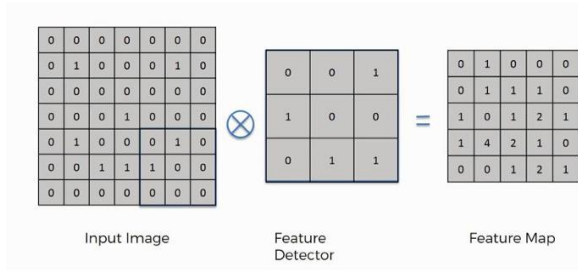 0 0 0 0 0 0 0
0 1 0 0 0 1 0
0 0 0 0 0 0 0
0 0 0 1 0 0 0
0 1 0 0 0 1 0
0 0 1 1 1 0 0
0 0 0 0 0 0 0
Input Image
0 0 1
1 0 0
0 1 1
Feature
Detector
=
0 1 0 0 0
0 1 1 1 0
1 0 1 2 1
1 4 2 1 0
0 0 1 2 1
Feature Map